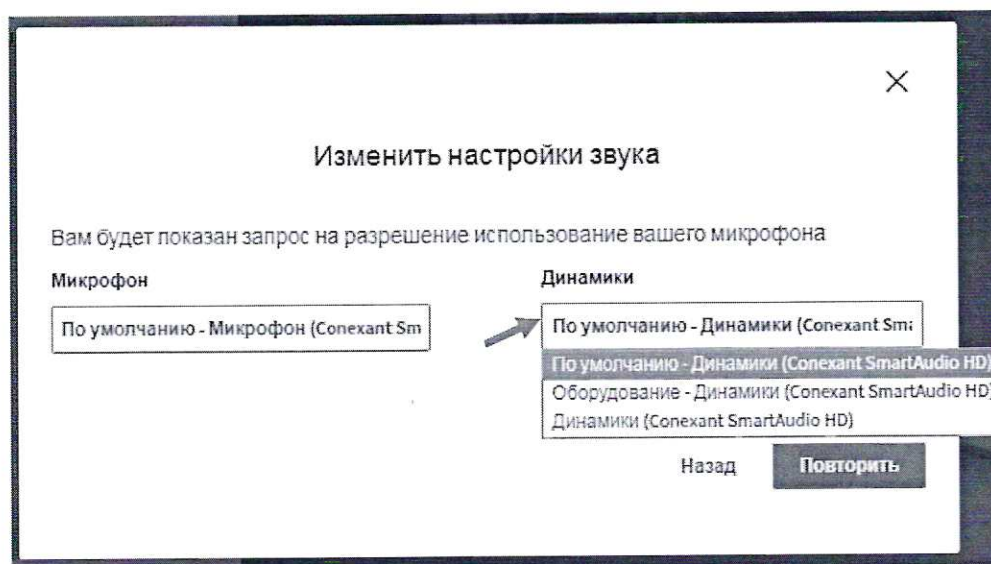 Изменить настройки звука
Вам будет показан запрос на разрешение использование вашего микрофона
Микрофон
По умолчанию - Микрофон (Conexant Sm
Динамики
По умолчанию - Динамики (Conexant Sma
По умолчанию - Динамики (Conexant SmartAudio HD)
Оборудование - Динамики (Conexant SmartAudio HD)
Динамики (Conexant SmartAudio HD)
Назад
Повторить